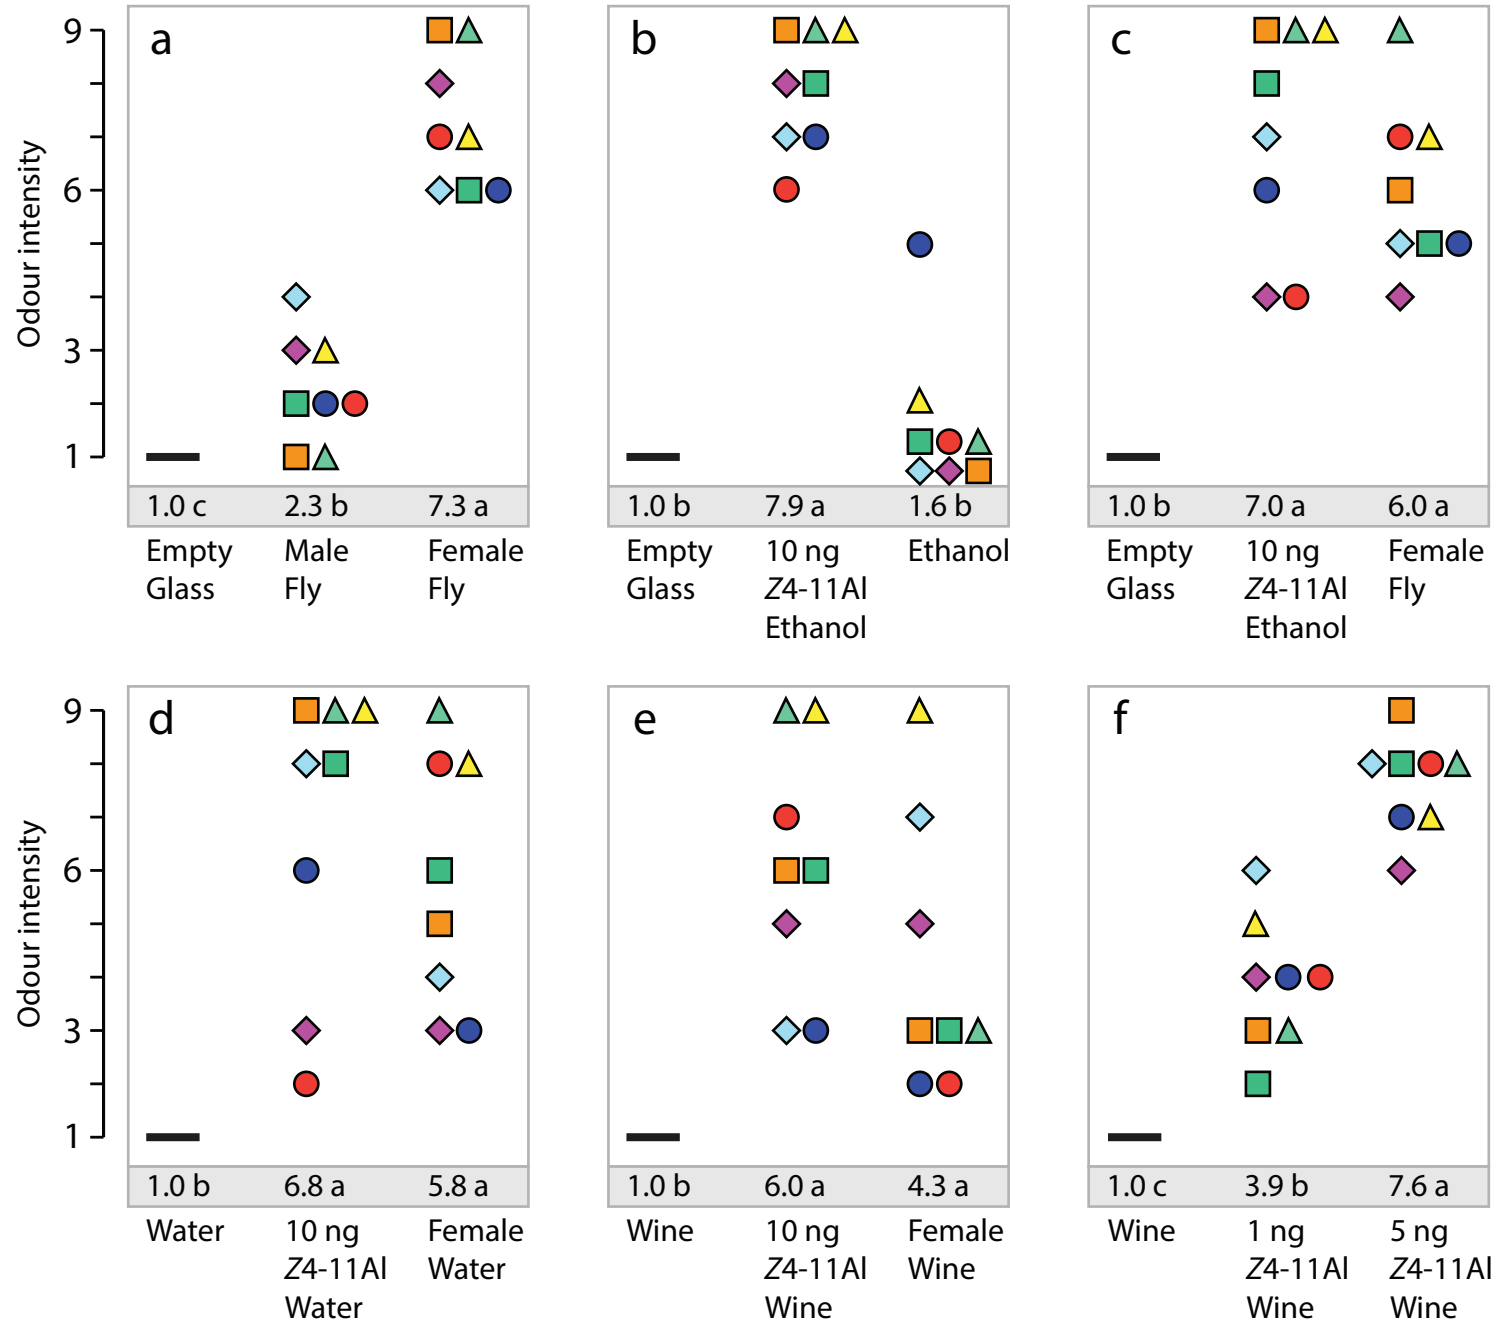 Odour intensity
9
6
3
1
a
1.0 c 2.3 b 7.3 a
Empty Male Female
Glass Fly Fly
b
1.0 b 7.9 a 1.6 b
Empty 10 ng Ethanol
Glass Z4-11Al
Ethanol
c
1.0 b 7.0 a 6.0 a
Empty 10 ng Female
Glass Z4-11Al Fly
Ethanol
Odour intensity
9
6
3
1
d
1.0 b 6.8 a 5.8 a
Water 10 ng Female
Z4-11Al Water
Water
e
1.0 b 6.0 a 4.3 a
Wine 10 ng Female
Z4-11Al Wine
Wine
f
1.0 c 3.9 b 7.6 a
Wine 1 ng 5 ng
Z4-11Al Z4-11Al
Wine Wine